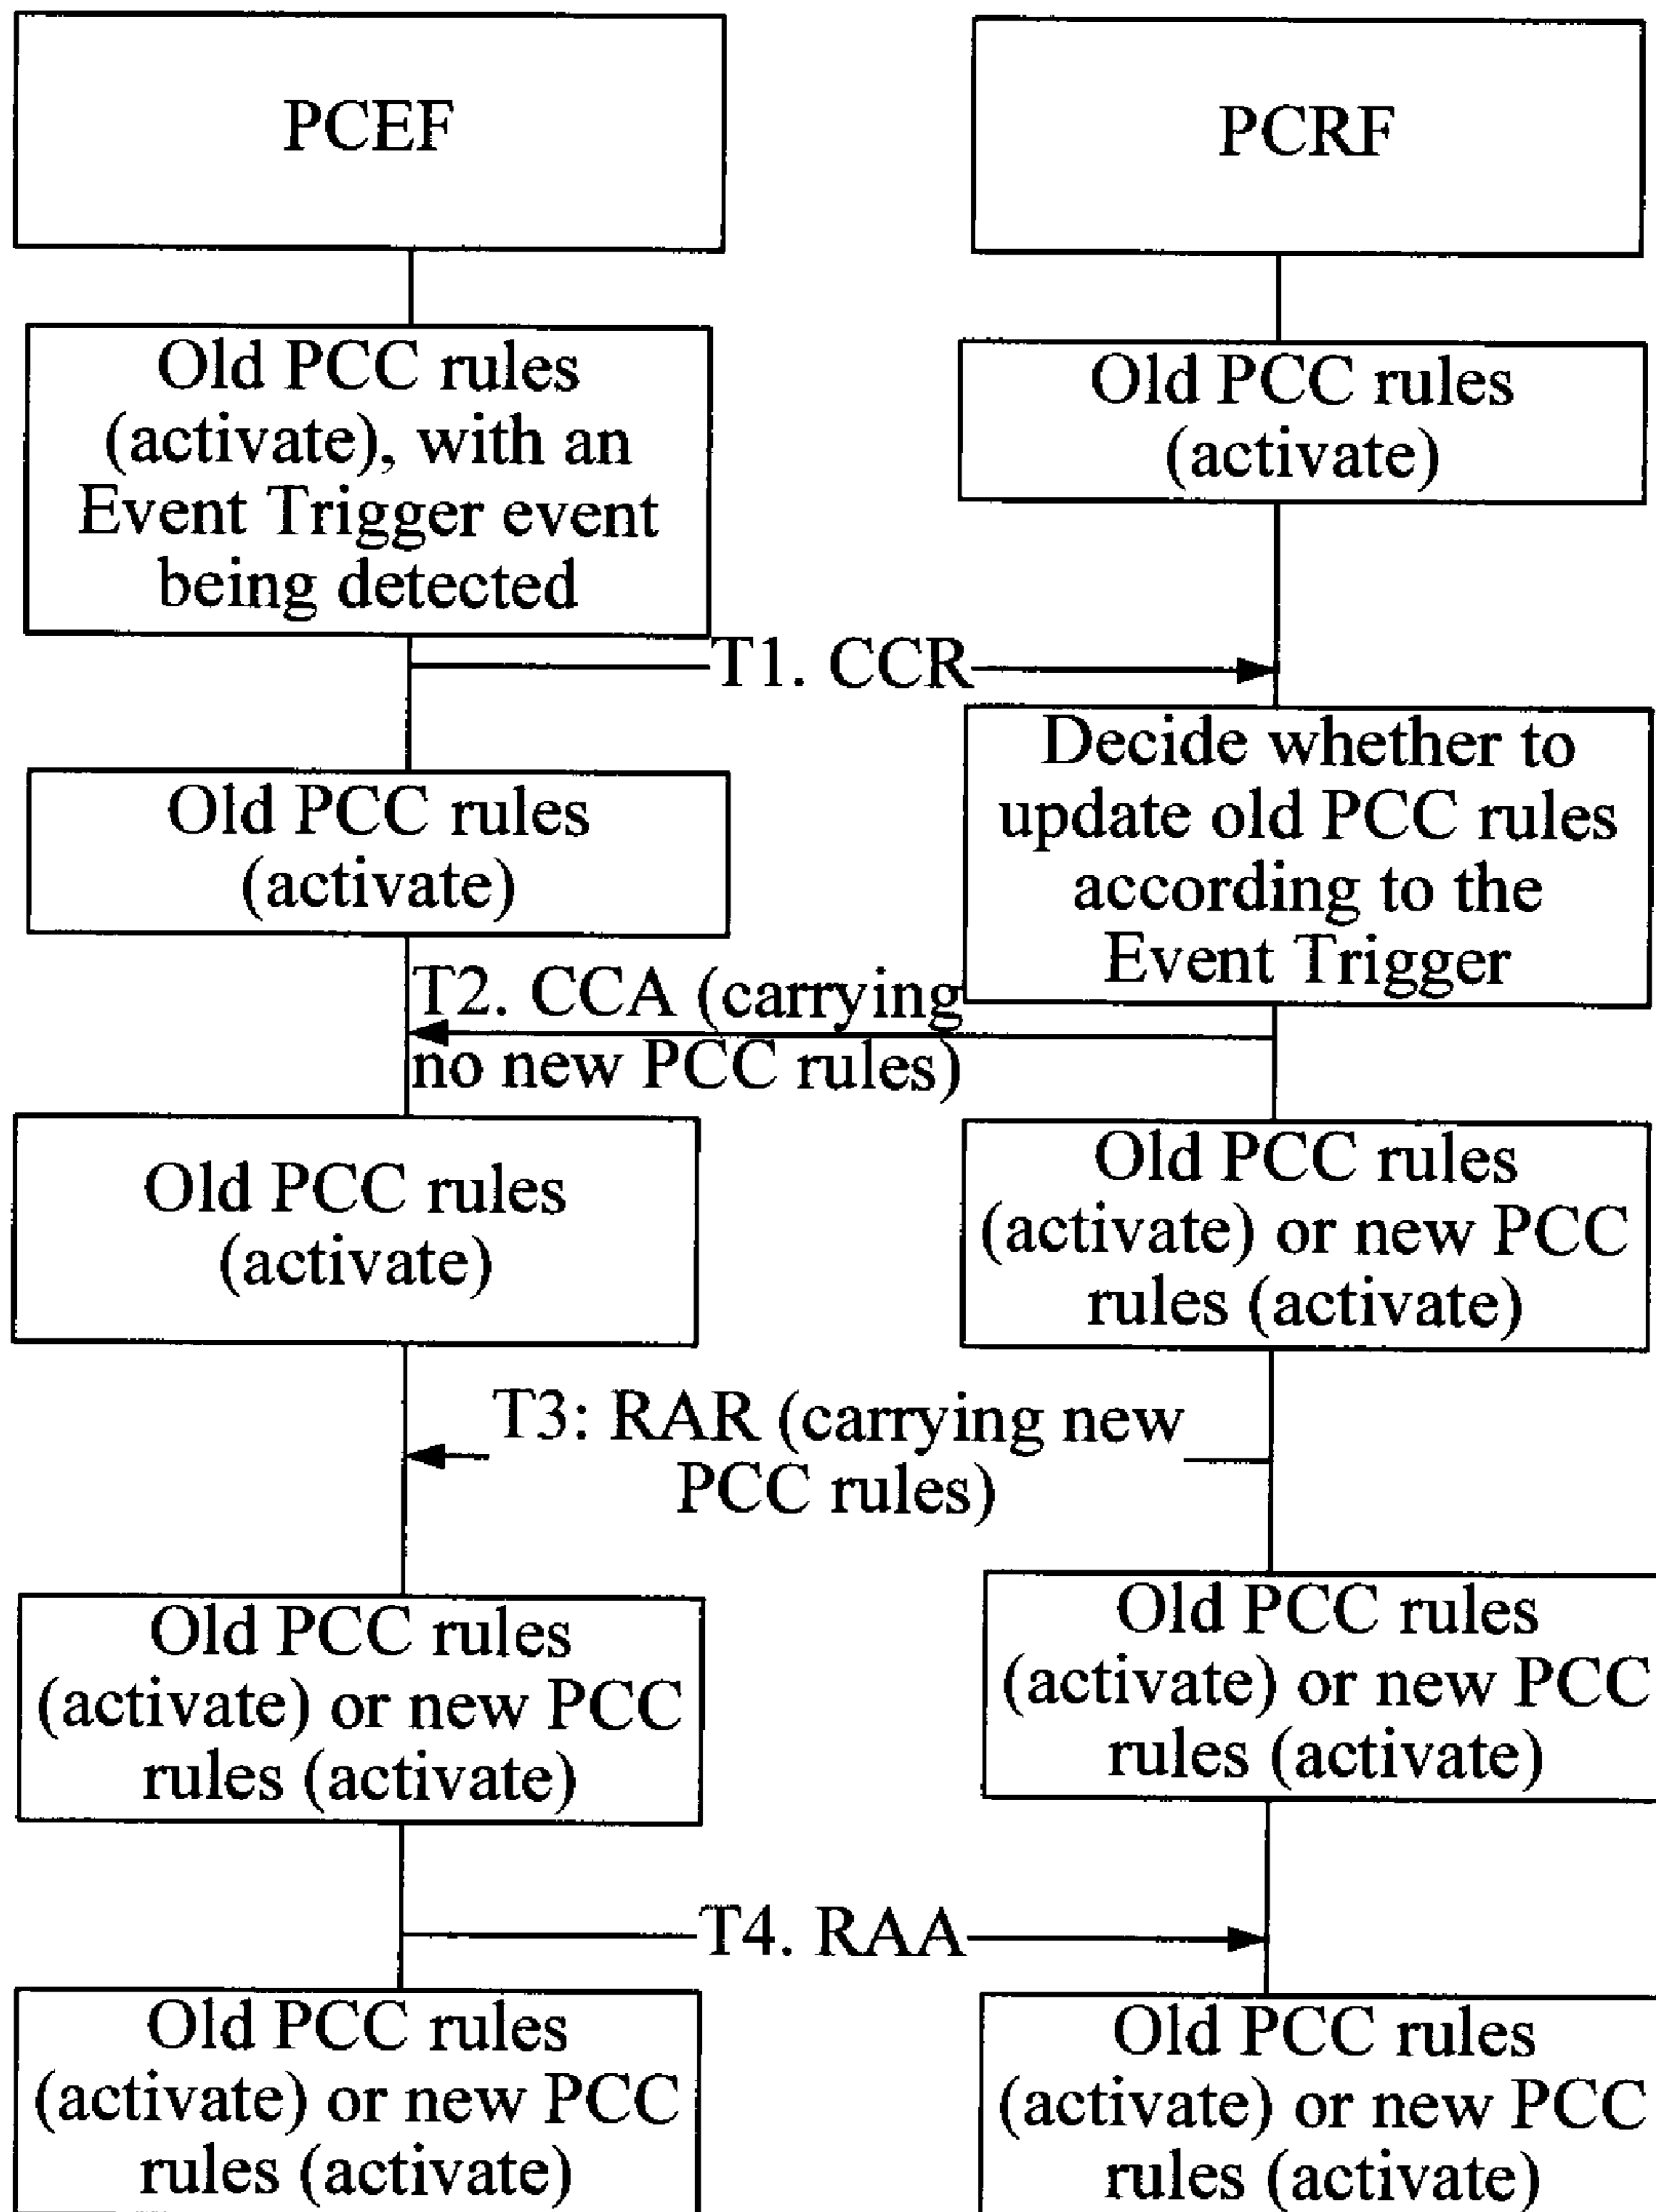 PCEF
PCRF
Old PCC rules
(activate), with an
Event Trigger event
being detected
Old PCC rules
(activate)
T1. CCR
Old PCC rules
(activate)
Decide whether to
update old PCC rules
according to the
Event Trigger
T2. CCA (carrying
no new PCC rules)
Old PCC rules
(activate)
Old PCC rules
(activate) or new PCC
rules (activate)
T3: RAR (carrying new
PCC rules)
Old PCC rules
(activate) or new PCC
rules (activate)
Old PCC rules
(activate) or new PCC
rules (activate)
T4. RAA
Old PCC rules
(activate) or new PCC
rules (activate)
Old PCC rules
(activate) or new PCC
rules (activate)